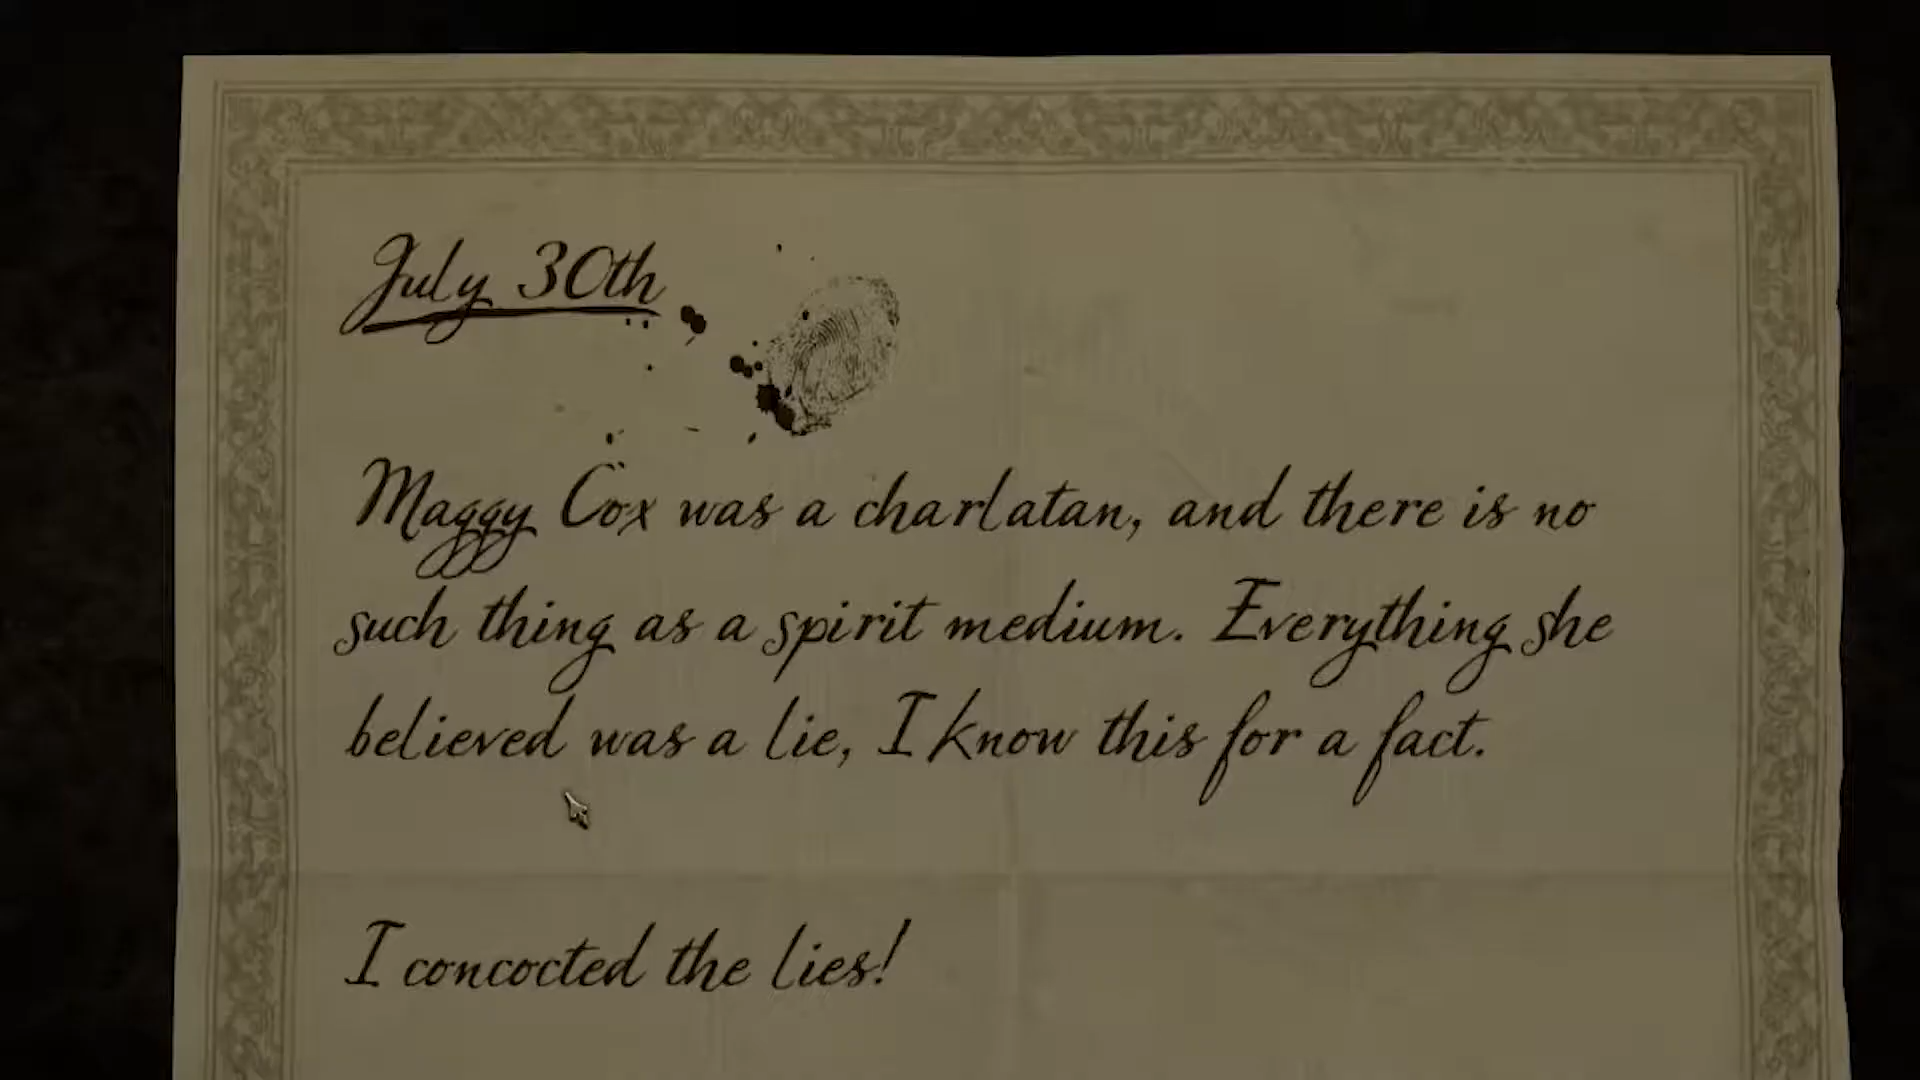 July 30th
Maggy Cox was a charlatan, and there is no
such thing as a spirit medium. Everything she
believed was a lie, I know this for a fact.
I concocted the lies!